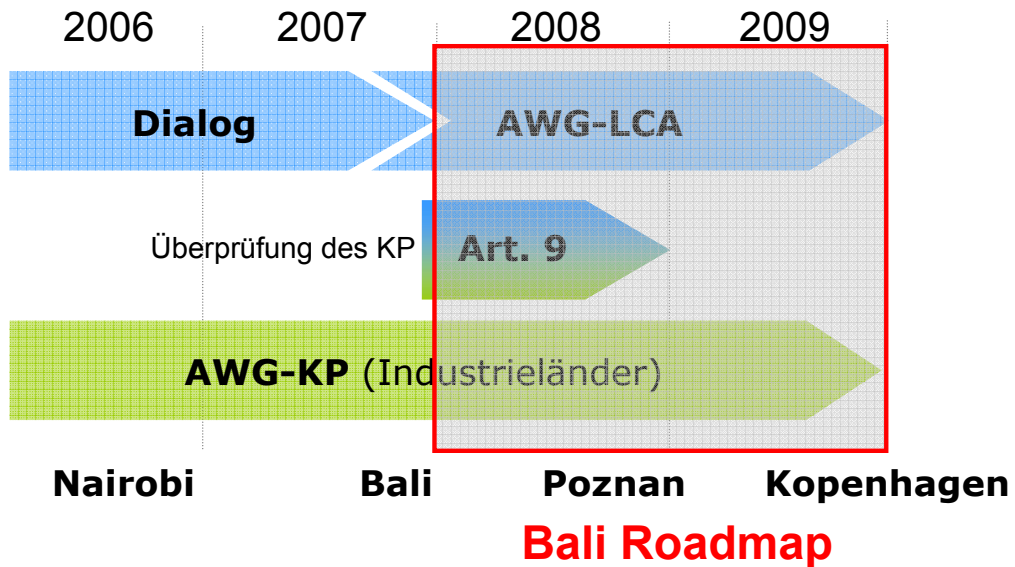 2006 2007 2008 2009
Dialog AWG-LCA
Überprüfung des KP Art. 9
AWG-KP (Industrieländer)
Nairobi Bali Poznan Kopenhagen
Bali Roadmap